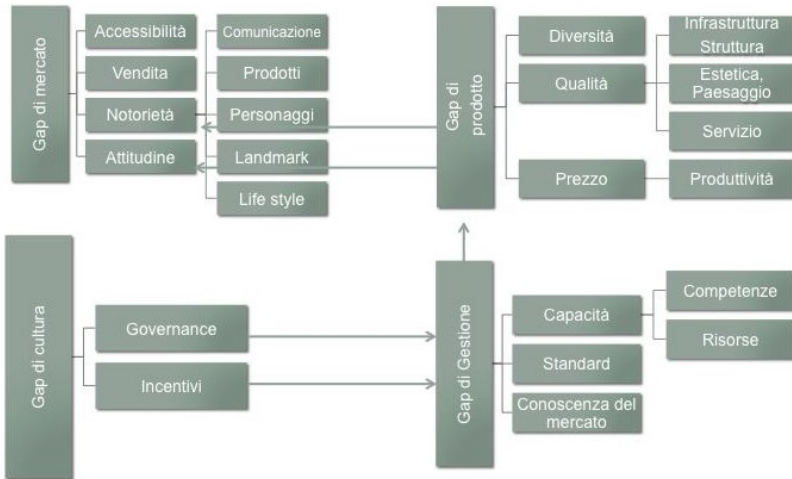 Gap di mercato
Accessibilità
Vendita
Notorietà
Attitudine
Comunicazione
Prodotti
Personaggi
Landmark
Life style
Gap di
prodotto
Diversità
Qualità
Prezzo
Infrastruttura
Struttura
Estetica,
Paesaggio
Servizio
Produttività
Gap di cultura
Governance
Incentivi
Gap di Gestione
Capacità
Standard
Conoscenza del
mercato
Competenze
Risorse